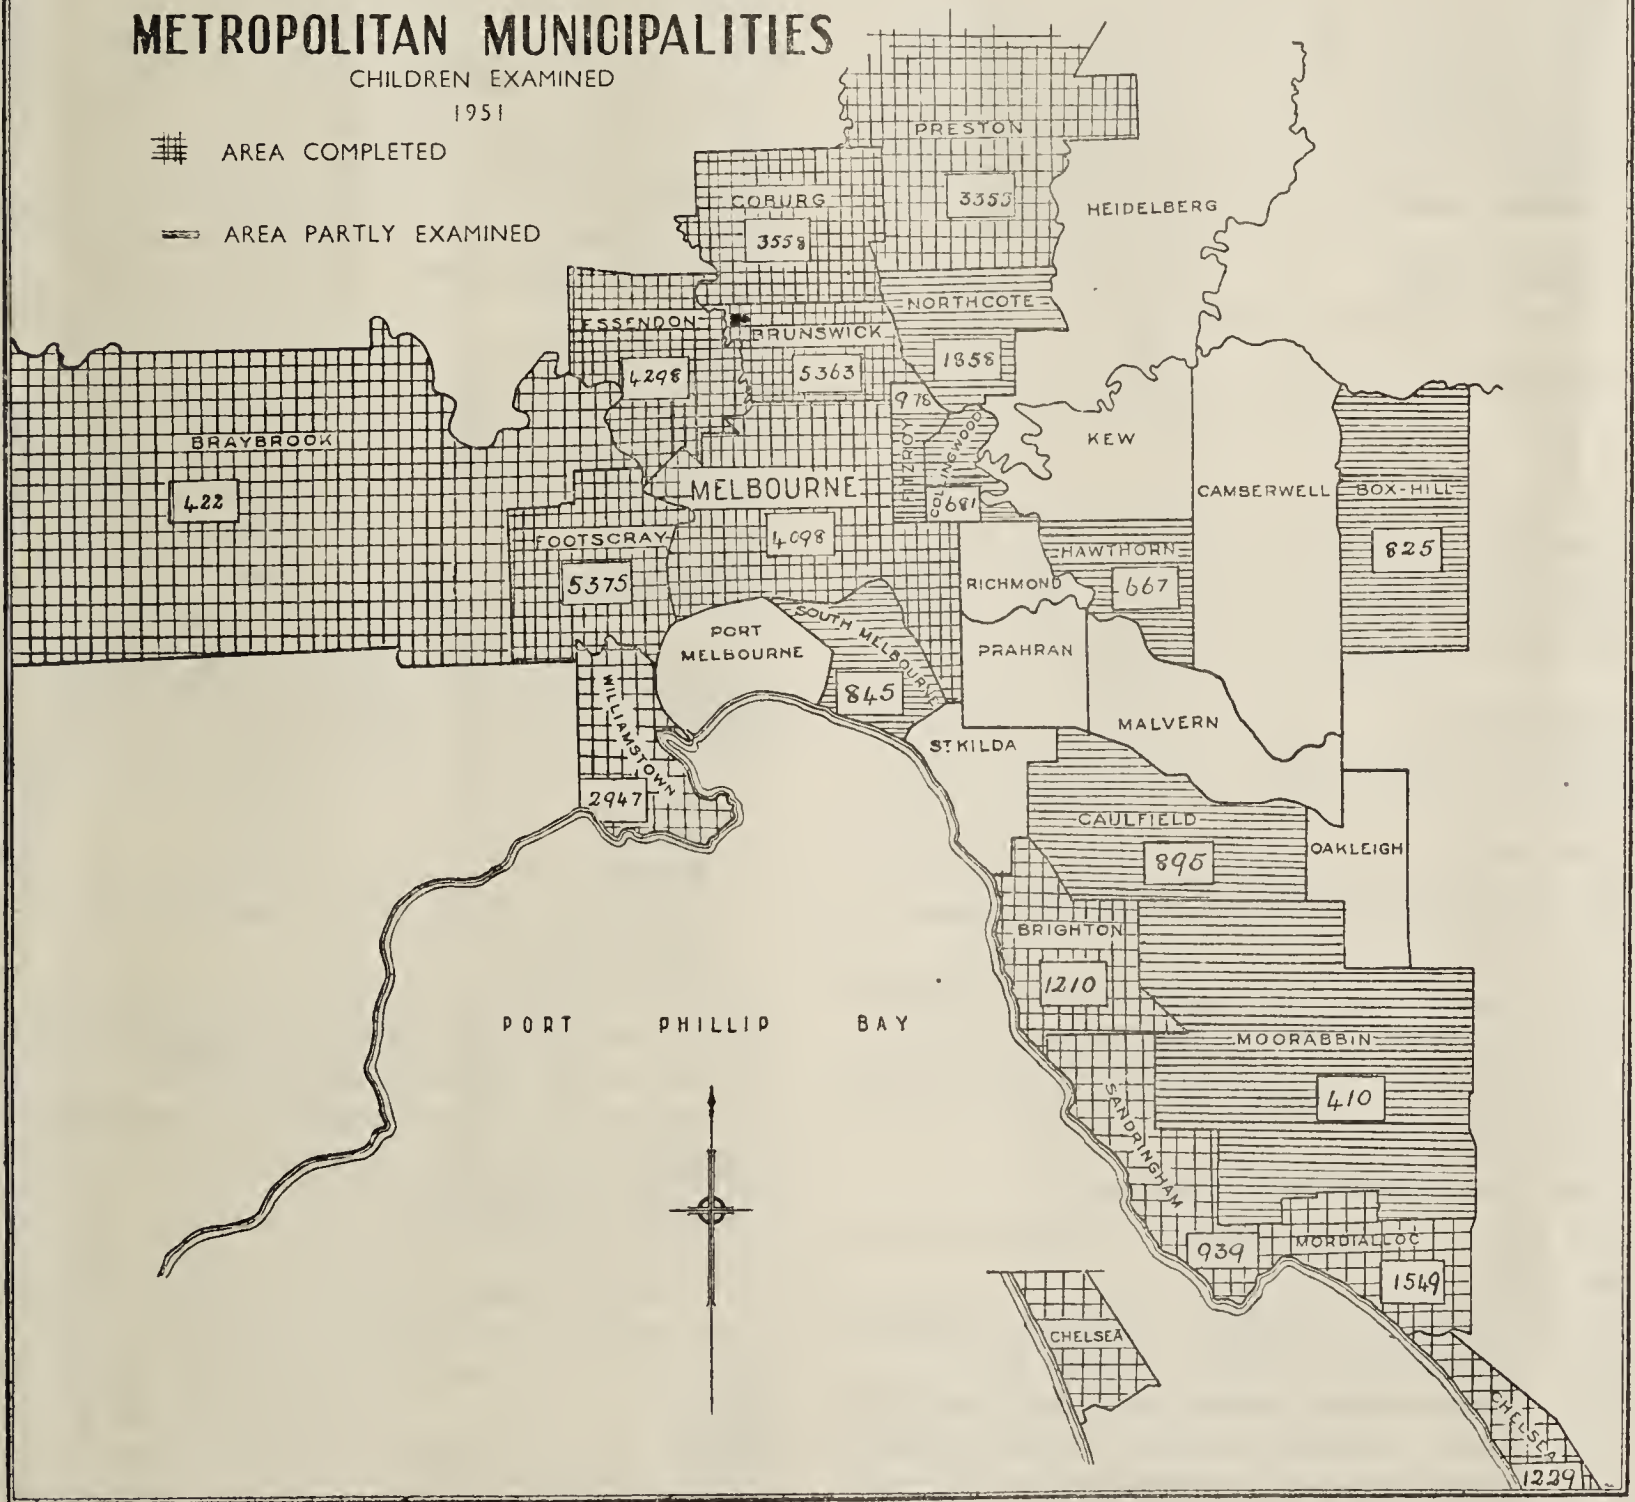 METROPOLITAN MUNICIPALITIES
CHILDREN EXAMINED
1951
AREA COMPLETED
AREA PARTLY EXAMINED
PRESTON
3353
COBURG
3558
HEIDELBERG
NORTHCOTE
1858
ESSENDON
4298
BRUNSWICK
5363
978
FITZROY
COLLINGWOOD
681
KEW
BRAYBROOK
422
MELBOURNE
4098
CAMBERWELL
BOX-HILL
825
FOOTSCRAY
5375
HAWTHORN
667
RICHMOND
PORT
MELBOURNE
SOUTH MELBOURNE
845
PRAHRAN
WILLIAMSTOWN
2947
MALVERN
ST KILDA
CAULFIELD
895
OAKLEIGH
BRIGHTON
1210
PORT PHILLIP BAY
MOORABBIN
410
SANDRINGHAM
939
MORDIALLOC
1549
CHELSEA
CHELSEA
1229